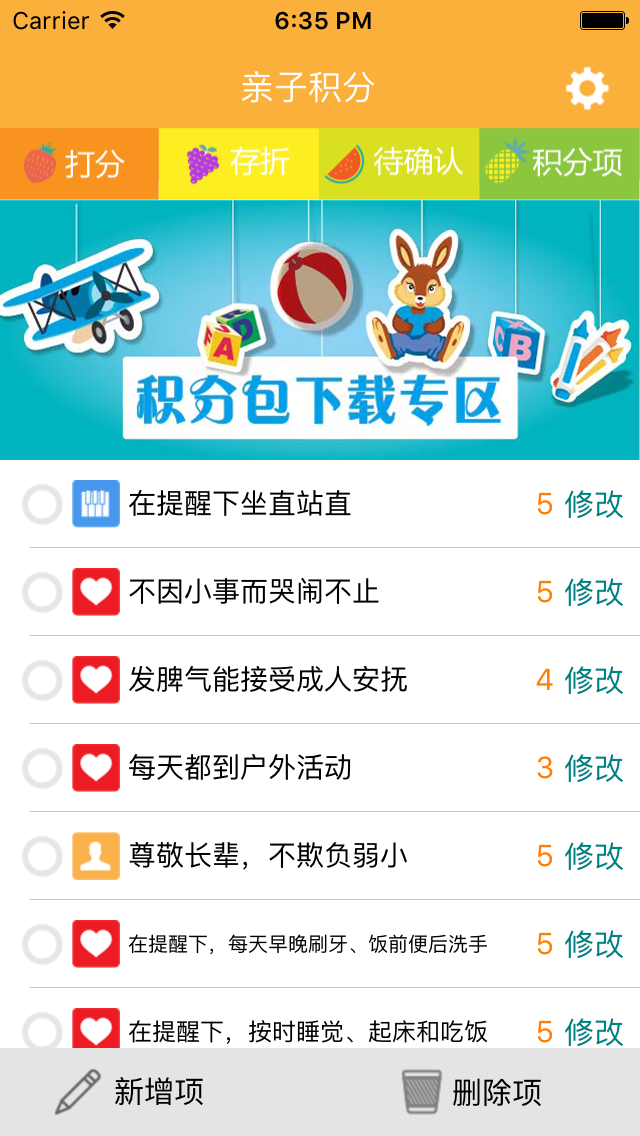 Carrier 6:35 PM
亲子积分
打分 存折 待确认 积分项
A D B
积分包下载专区
在提醒下坐直站直 5 修改
不因小事而哭闹不止 5 修改
发脾气能接受成人安抚 4 修改
每天都到户外活动 3 修改
尊敬长辈，不欺负弱小 5 修改
在提醒下，每天早晚刷牙、饭前便后洗手 5 修改
在提醒下，按时睡觉、起床和吃饭 5 修改
新增项 删除项